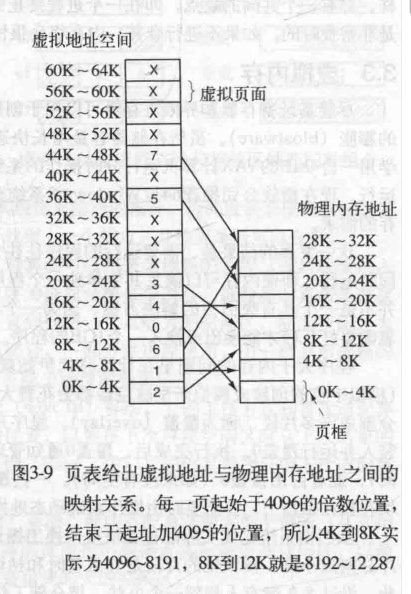 虚拟地址空间
60K～64K X
56K～60K X 虚拟页面
52K～56K X
48K～52K X
44K～48K 7
40K～44K X
36K～40K 5
32K～36K X
28K～32K X
24K～28K X
20K～24K 3
16K～20K 4
12K～16K 0
8K～12K 6
4K～8K 1
0K～4K 2
物理内存地址
28K～32K
24K～28K
20K～24K
16K～20K
12K～16K
8K～12K
4K～8K
0K～4K
页框
图3-9 页表给出虚拟地址与物理内存地址之间的
映射关系。每一页起始于4096的倍数位置，
结束于起址加4095的位置，所以4K到8K实
际为4096~8191，8K到12K就是8192~12 287